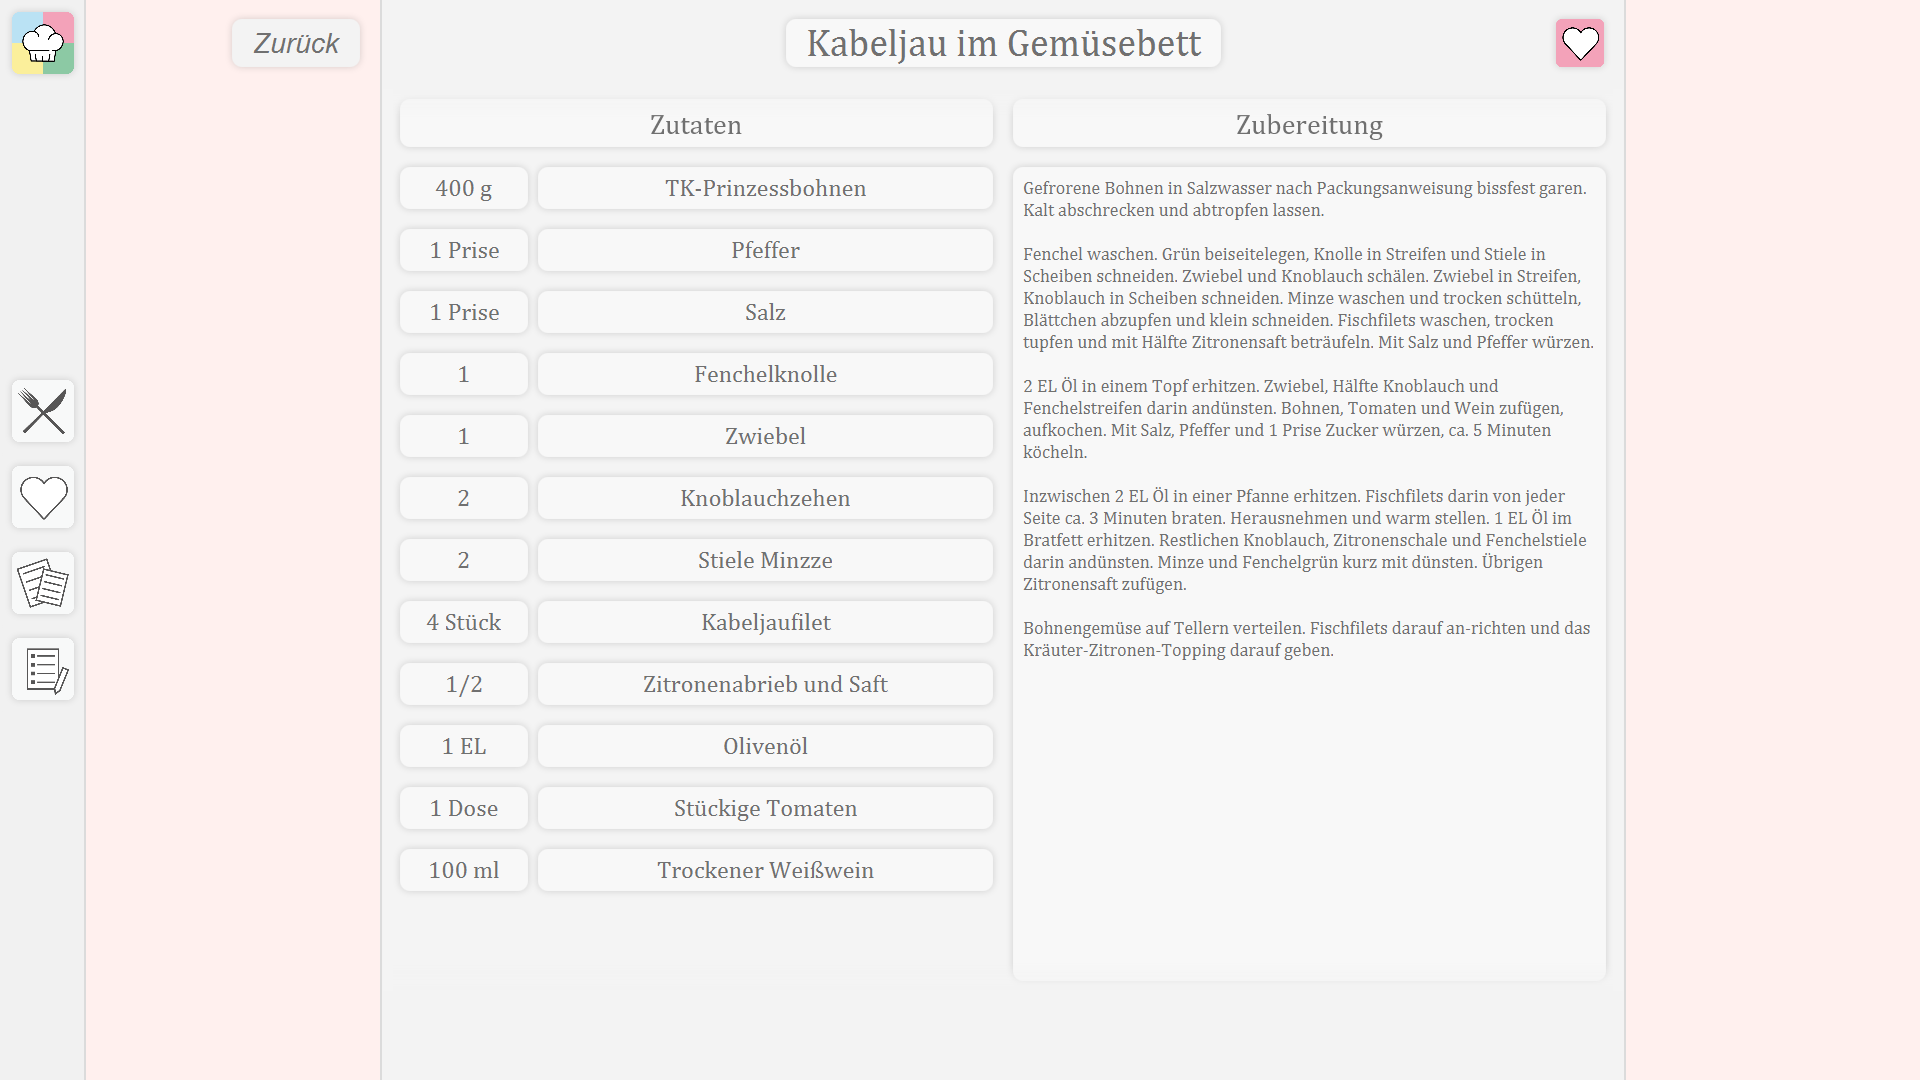 Zurück
Kabeljau im Gemüsebett
Zutaten
400 g TK-Prinzessbohnen
1 Prise Pfeffer
1 Prise Salz
1 Fenchelknolle
1 Zwiebel
2 Knoblauchzehen
2 Stiele Minzze
4 Stück Kabeljaufilet
1/2 Zitronenabrieb und Saft
1 EL Olivenöl
1 Dose Stückige Tomaten
100 ml Trockener Weißwein
Zubereitung
Gefrorene Bohnen in Salzwasser nach Packungsanweisung bissfest garen.
Kalt abschrecken und abtropfen lassen.
Fenchel waschen. Grün beiseitelegen, Knolle in Streifen und Stiele in
Scheiben schneiden. Zwiebel und Knoblauch schälen. Zwiebel in Streifen,
Knoblauch in Scheiben schneiden. Minze waschen und trocken schütteln,
Blättchen abzupfen und klein schneiden. Fischfilets waschen, trocken
tupfen und mit Hälfte Zitronensaft beträufeln. Mit Salz und Pfeffer würzen.
2 EL Öl in einem Topf erhitzen. Zwiebel, Hälfte Knoblauch und
Fenchelstreifen darin andünsten. Bohnen, Tomaten und Wein zufügen,
aufkochen. Mit Salz, Pfeffer und 1 Prise Zucker würzen, ca. 5 Minuten
köcheln.
Inzwischen 2 EL Öl in einer Pfanne erhitzen. Fischfilets darin von jeder
Seite ca. 3 Minuten braten. Herausnehmen und warm stellen. 1 EL Öl im
Bratfett erhitzen. Restlichen Knoblauch, Zitronenschale und Fenchelstiele
darin andünsten. Minze und Fenchelgrün kurz mit dünsten. Übrigen
Zitronensaft zufügen.
Bohnengemüse auf Tellern verteilen. Fischfilets darauf an-richten und das
Kräuter-Zitronen-Topping darauf geben.